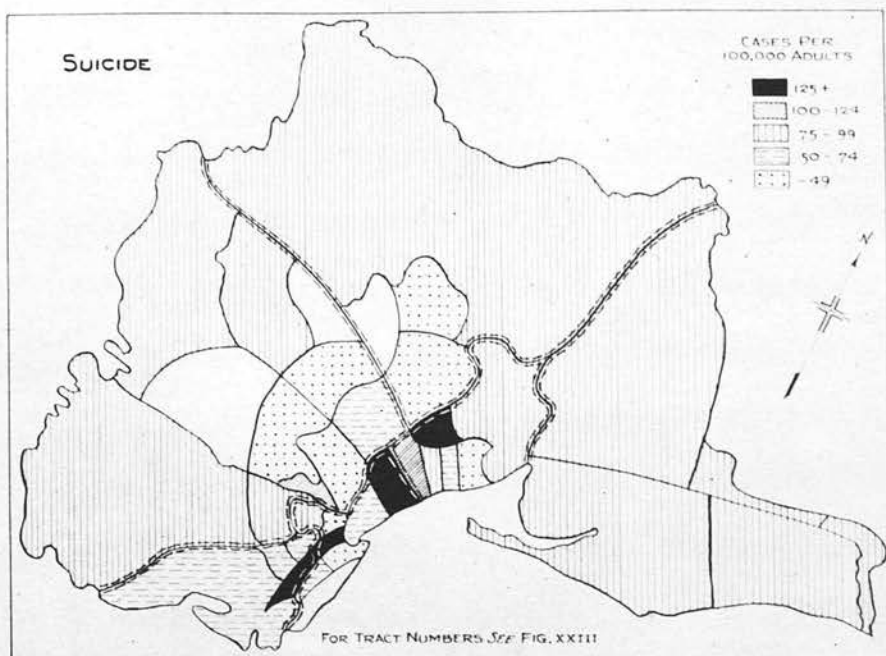 SUICIDE
CASES PER
100,000 ADULTS
125 +
100 - 124
75 - 99
50 - 74
- 49
N
FOR TRACT NUMBERS SEE FIG. XXIII